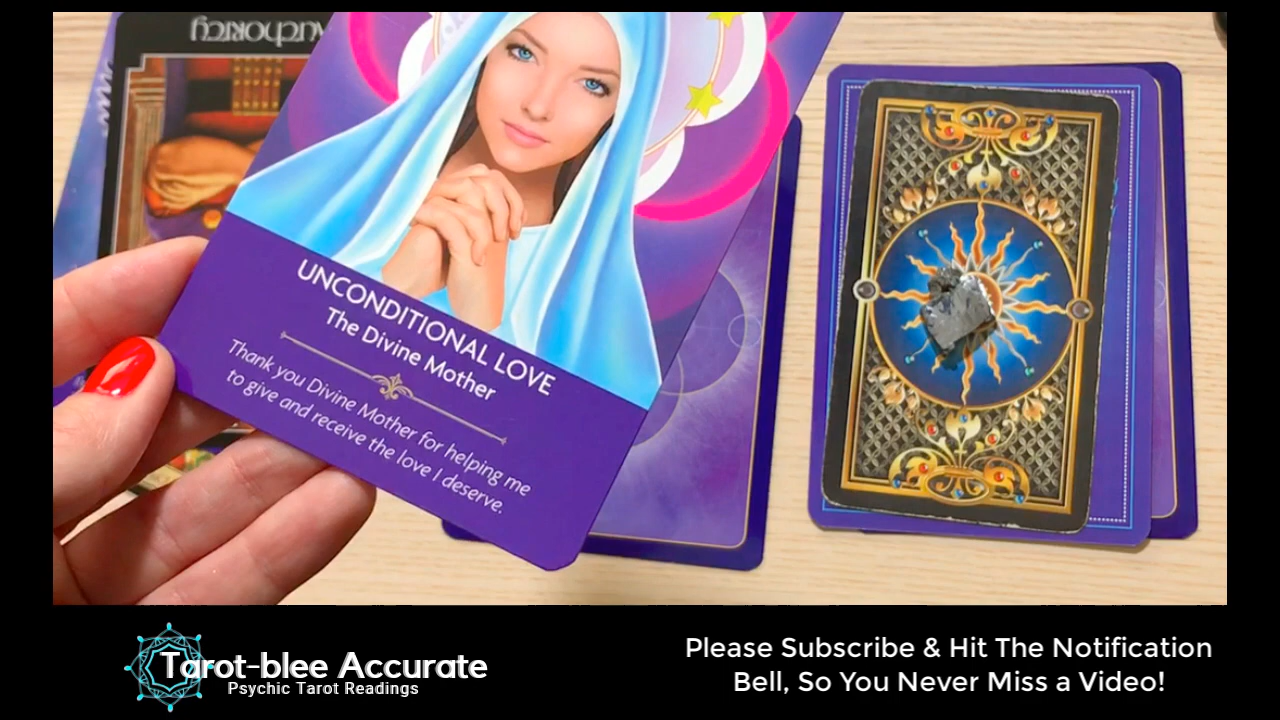 AUTHORITY
UNCONDITIONAL LOVE
The Divine Mother
Thank you Divine Mother for helping me
to give and receive the love I deserve.
Tarot-blee Accurate
Psychic Tarot Readings
Please Subscribe & Hit The Notification
Bell, So You Never Miss a Video!